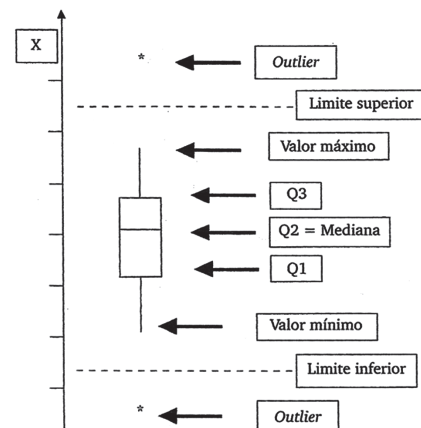 X
*
Outlier
Limite superior
Valor máximo
Q3
Q2 = Mediana
Q1
Valor mínimo
Limite inferior
*
Outlier